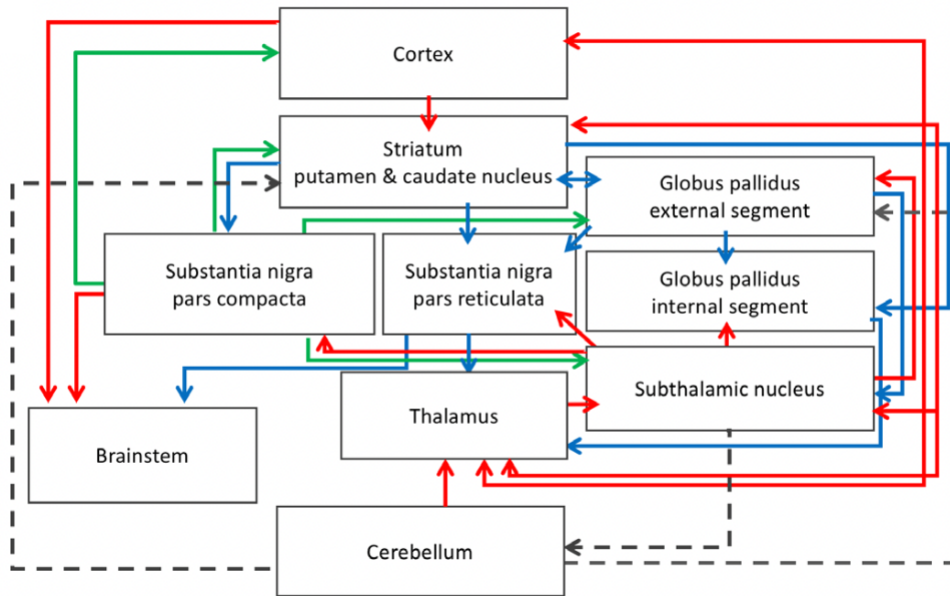 Cortex
Striatum
putamen & caudate nucleus
Globus pallidus
external segment
Substantia nigra
pars compacta
Substantia nigra
pars reticulata
Globus pallidus
internal segment
Subthalamic nucleus
Thalamus
Brainstem
Cerebellum